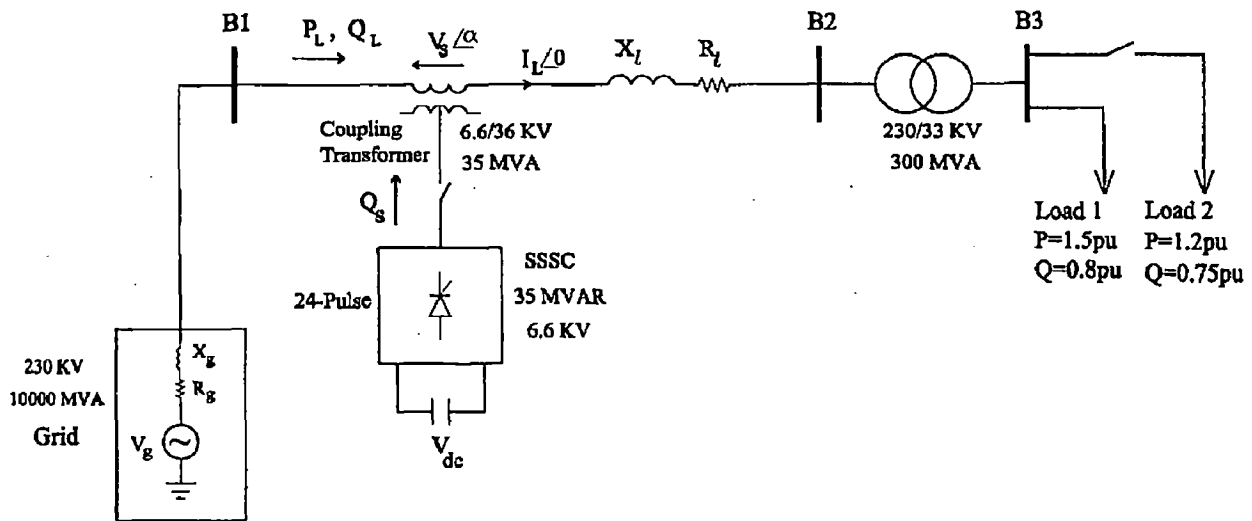 B1
P_L , Q_L
V_s∠α
I_L∠0
X_l
R_l
B2
B3
Coupling
Transformer
6.6/36 KV
35 MVA
230/33 KV
300 MVA
Q_s
Load 1
P=1.5pu
Q=0.8pu
Load 2
P=1.2pu
Q=0.75pu
24-Pulse
SSSC
35 MVAR
6.6 KV
V_dc
230 KV
10000 MVA
Grid
X_g
R_g
V_g